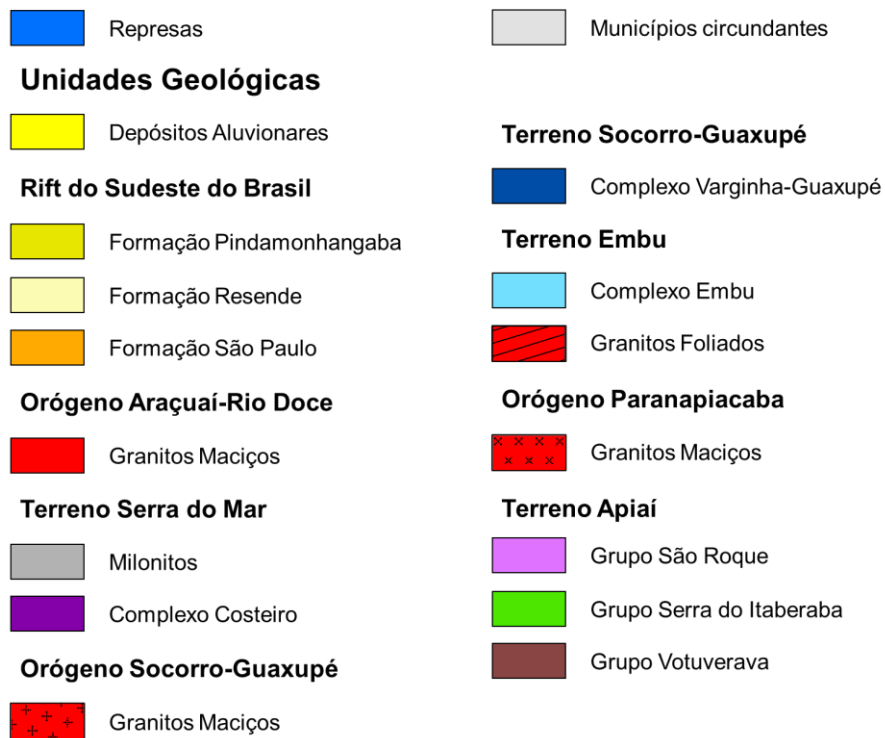 Represas
Unidades Geológicas
Depósitos Aluvionares
Rift do Sudeste do Brasil
Formação Pindamonhangaba
Formação Resende
Formação São Paulo
Orógeno Araçuaí-Rio Doce
Granitos Maciços
Terreno Serra do Mar
Milonitos
Complexo Costeiro
Orógeno Socorro-Guaxupé
Granitos Maciços
Municípios circundantes
Terreno Socorro-Guaxupé
Complexo Varginha-Guaxupé
Terreno Embu
Complexo Embu
Granitos Foliados
Orógeno Paranapiacaba
Granitos Maciços
Terreno Apiaí
Grupo São Roque
Grupo Serra do Itaberaba
Grupo Votuverava